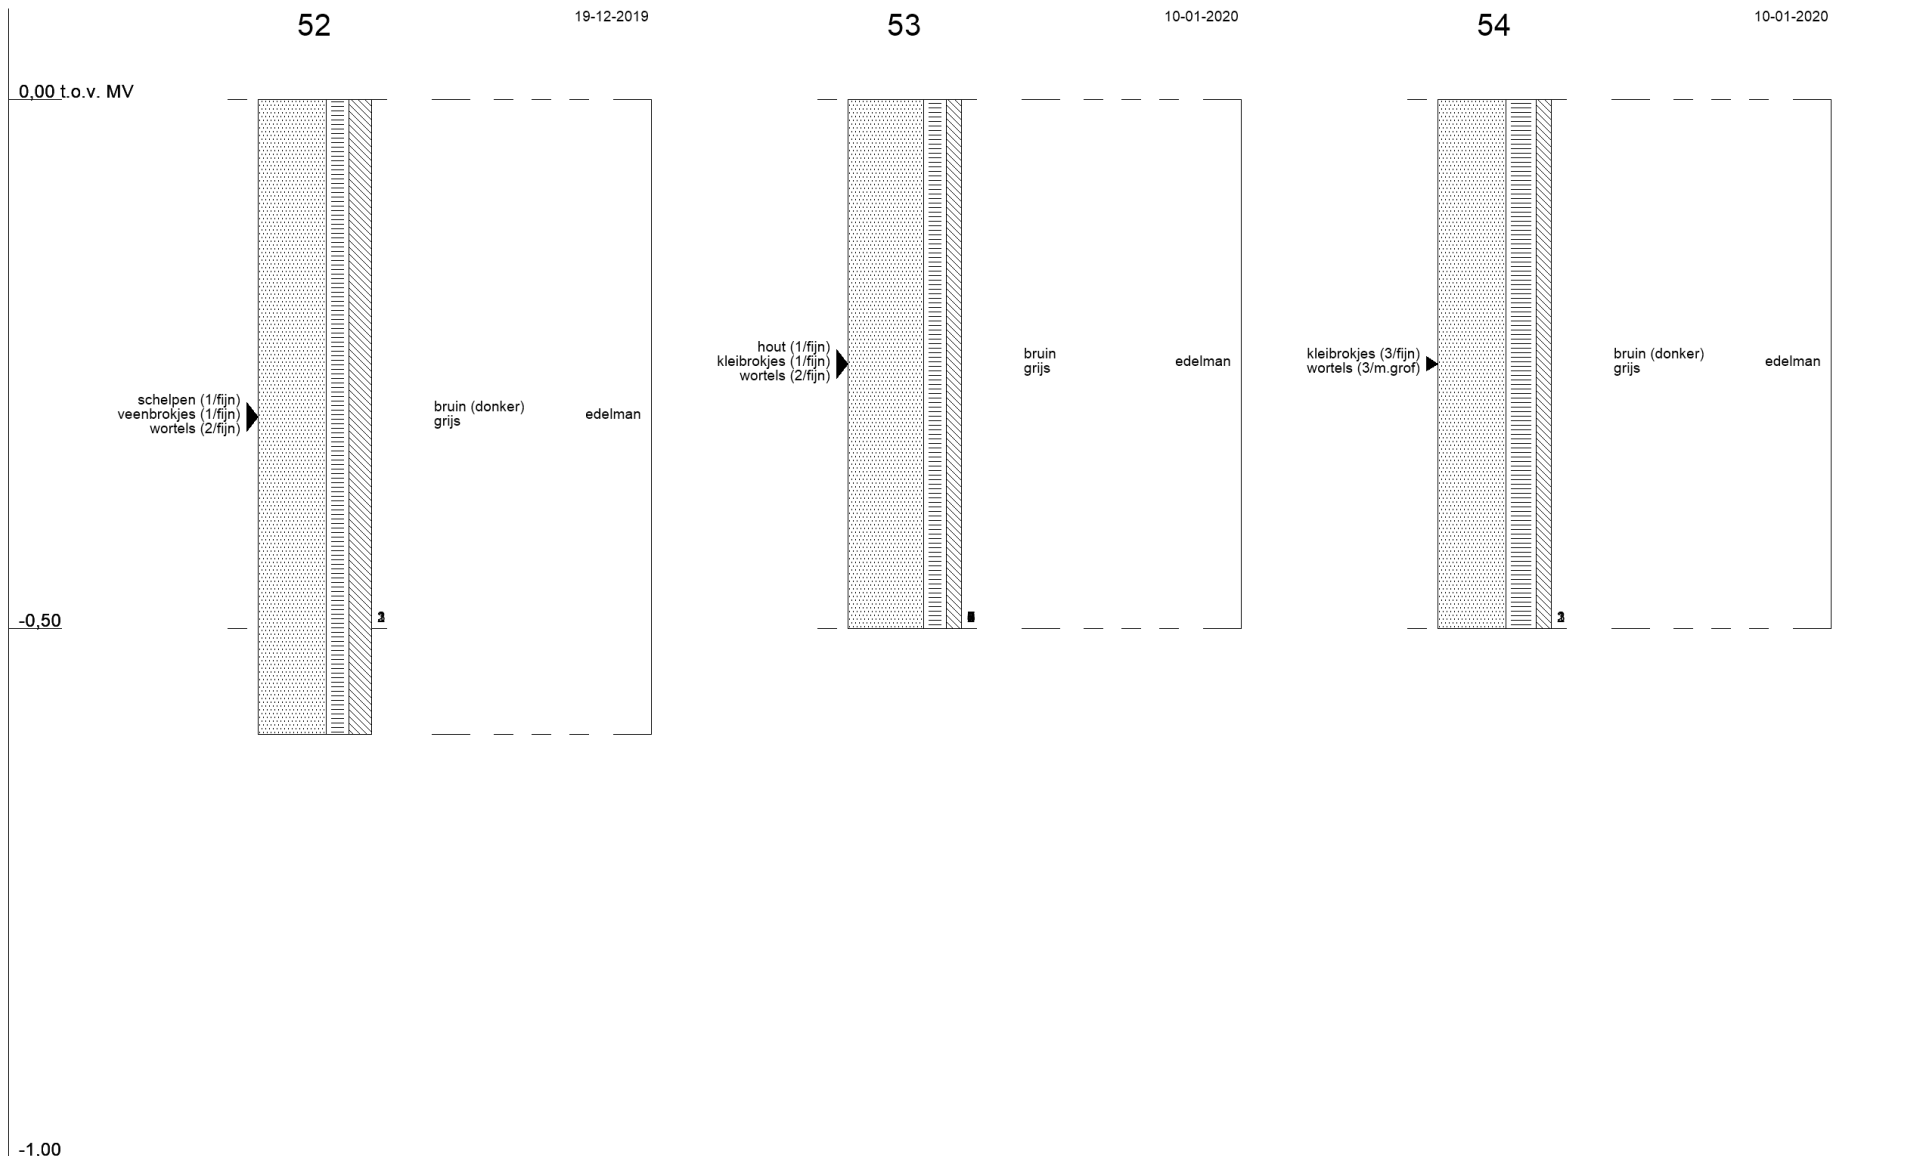 52
19-12-2019
53
10-01-2020
54
10-01-2020
0,00 t.o.v. MV
schelpen (1/fijn)
veenbrokjes (1/fijn)
wortels (2/fijn)
bruin (donker)
grijs
edelman
hout (1/fijn)
kleibrokjes (1/fijn)
wortels (2/fijn)
bruin
grijs
edelman
kleibrokjes (3/fijn)
wortels (3/m.grof)
bruin (donker)
grijs
edelman
-0,50
-1,00